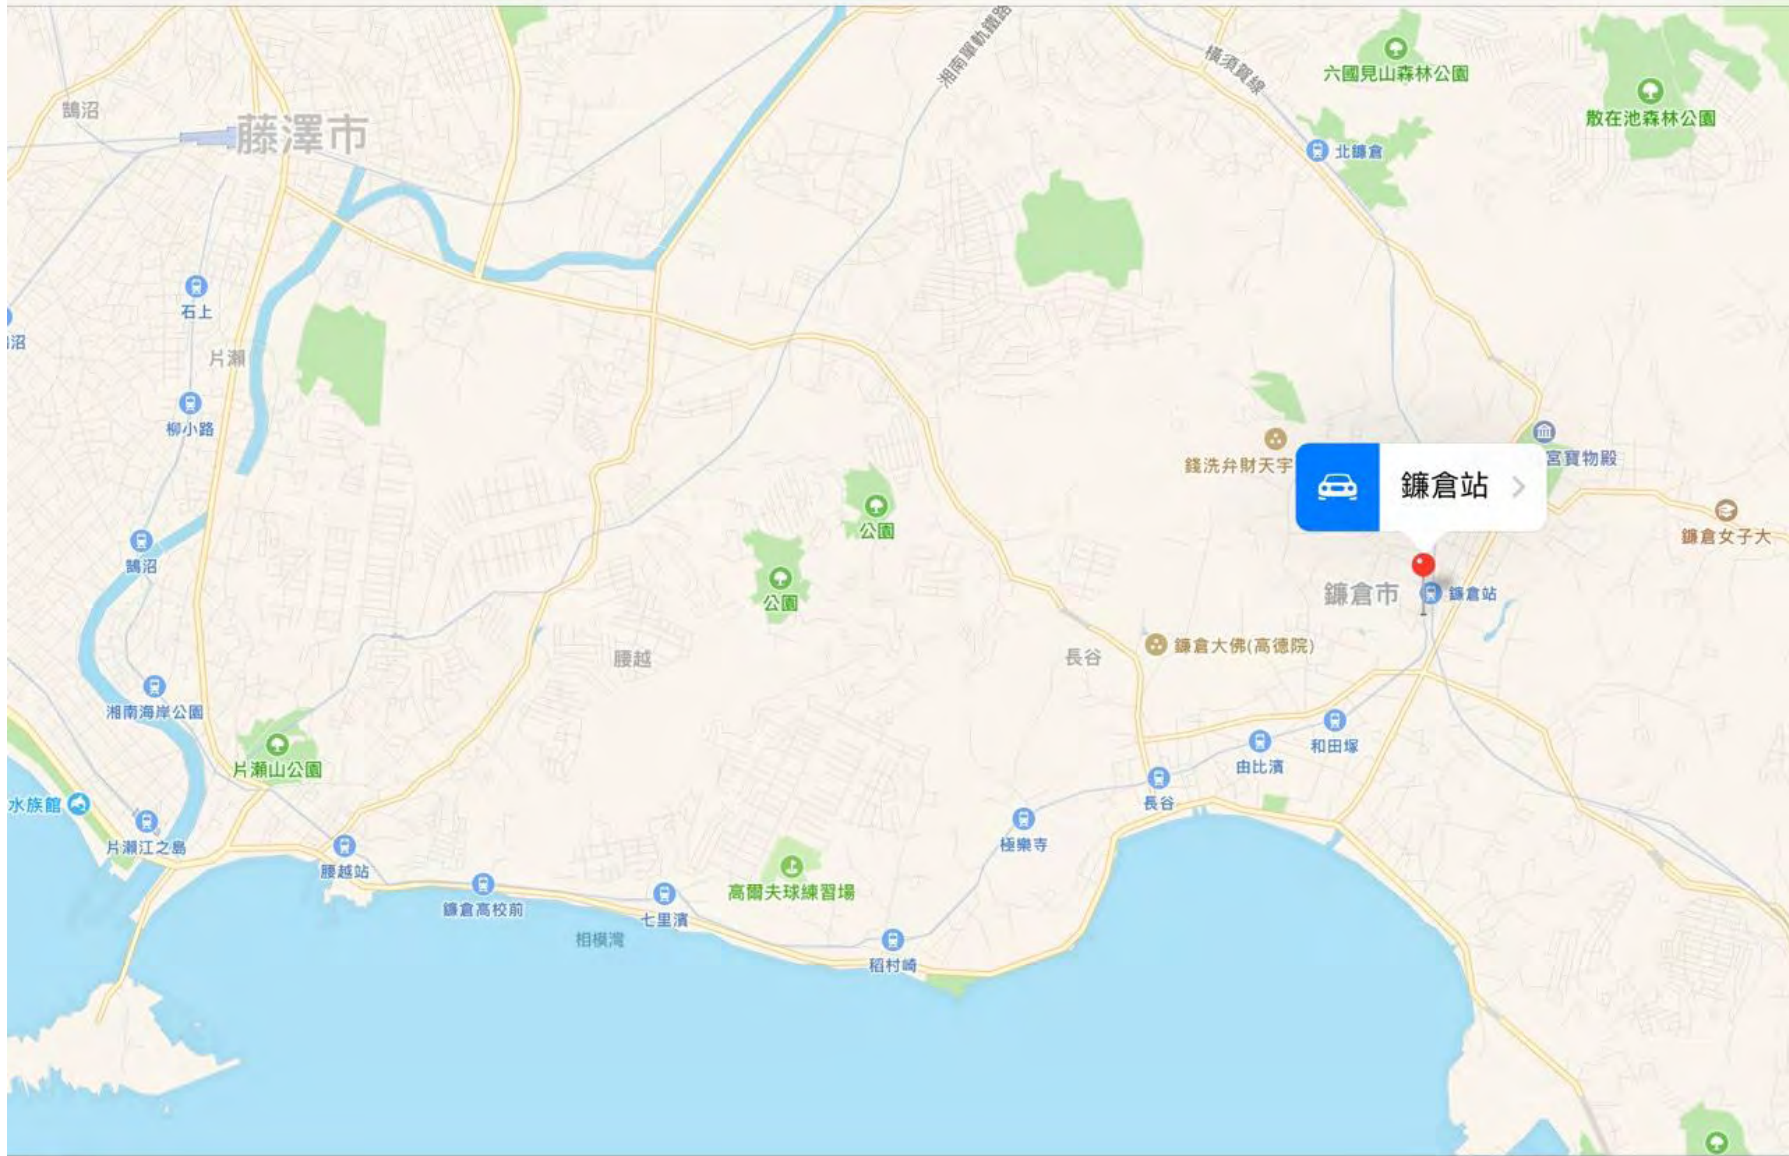 湘南單軌鐵路
橫須賀線
六國見山森林公園
散在池森林公園
鵠沼
藤澤市
北鎌倉
石上
沼
片瀨
柳小路
錢洗弁財天宇
宮寶物殿
鎌倉站
鎌倉女子大
公園
鵠沼
公園
鎌倉市
鎌倉站
鎌倉大佛(高德院)
腰越
長谷
湘南海岸公園
片瀨山公園
和田塚
由比濱
長谷
水族館
片瀨江之島
極樂寺
腰越站
高爾夫球練習場
鎌倉高校前
七里濱
相模灣
稻村崎